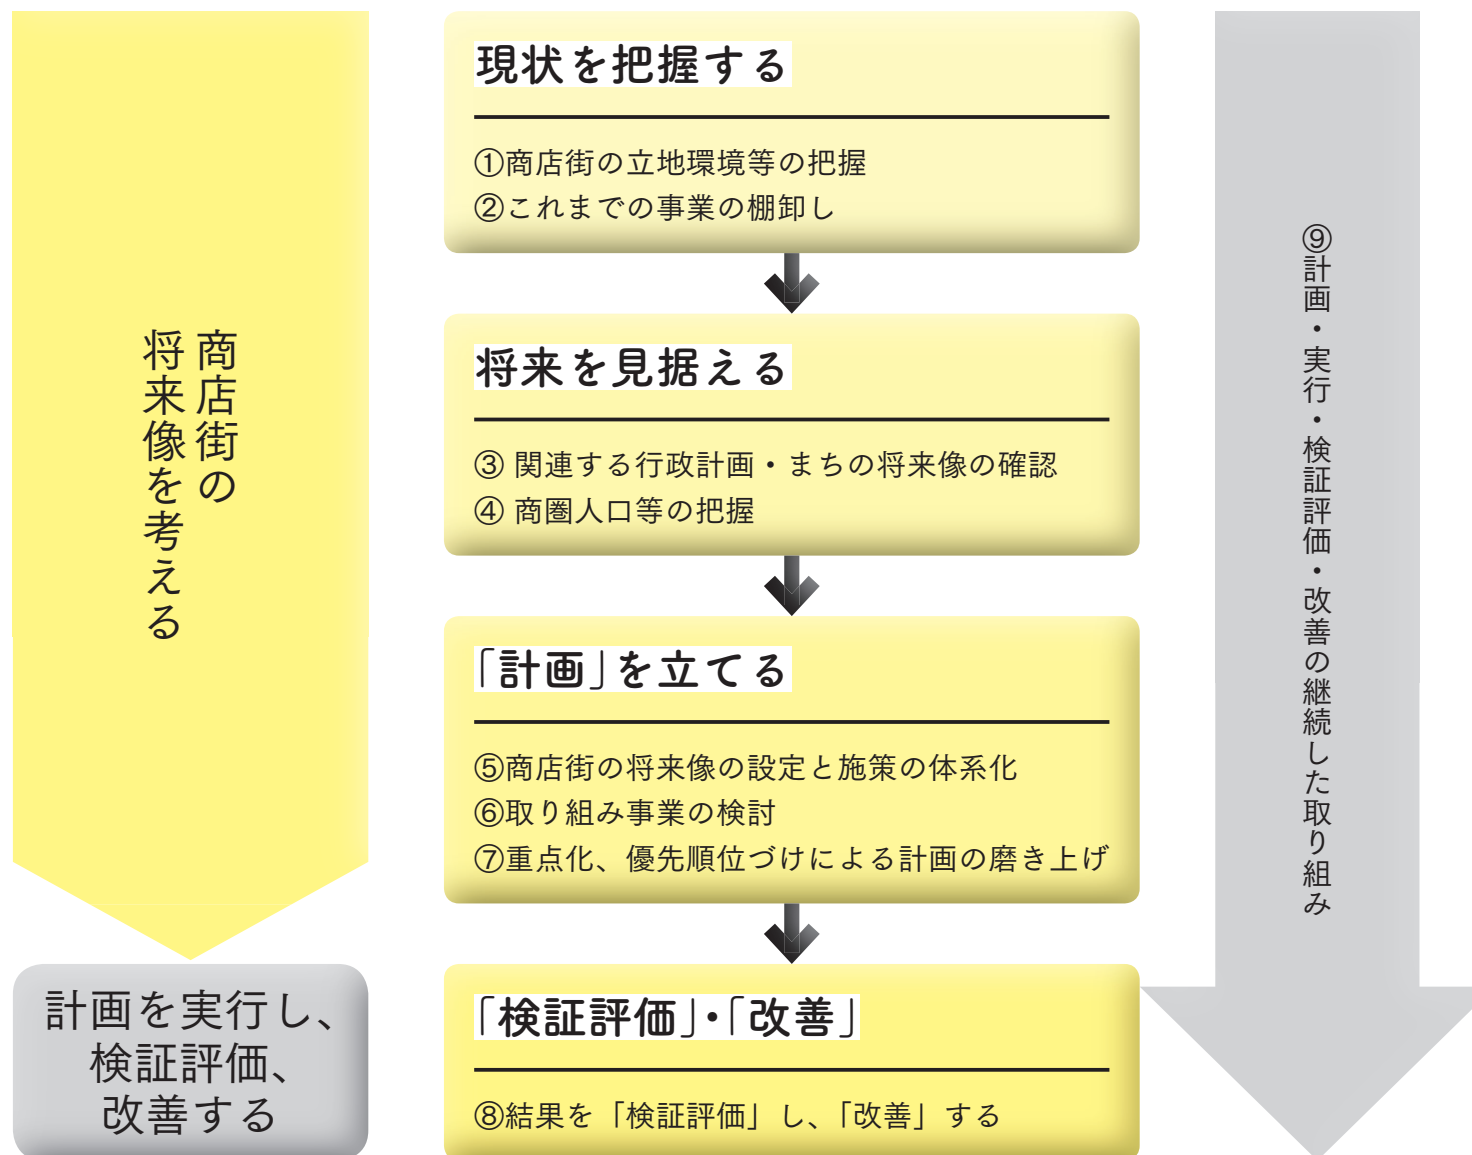 商店街の
将来像を考える
計画を実行し、
検証評価、
改善する
現状を把握する
①商店街の立地環境等の把握
②これまでの事業の棚卸し
将来を見据える
③ 関連する行政計画・まちの将来像の確認
④ 商圏人口等の把握
「計画」を立てる
⑤商店街の将来像の設定と施策の体系化
⑥取り組み事業の検討
⑦重点化、優先順位づけによる計画の磨き上げ
「検証評価」・「改善」
⑧結果を「検証評価」し、「改善」する
⑨計画・実行・検証評価・改善の継続した取り組み